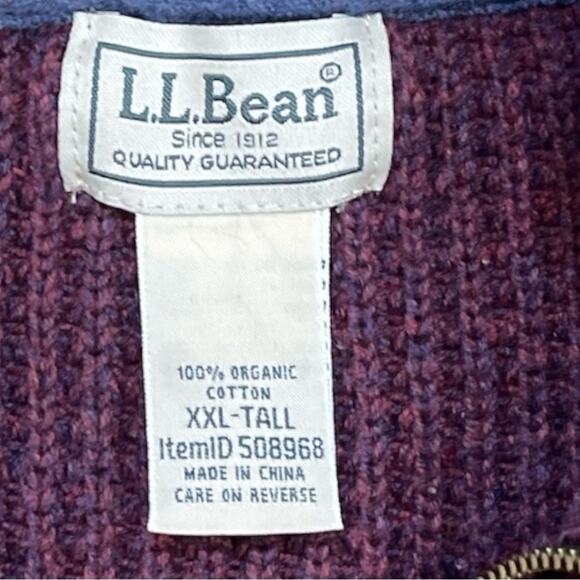 L.L.Bean®
Since 1912
QUALITY GUARANTEED
100% ORGANIC
COTTON
XXL-TALL
ItemID 508968
MADE IN CHINA
CARE ON REVERSE